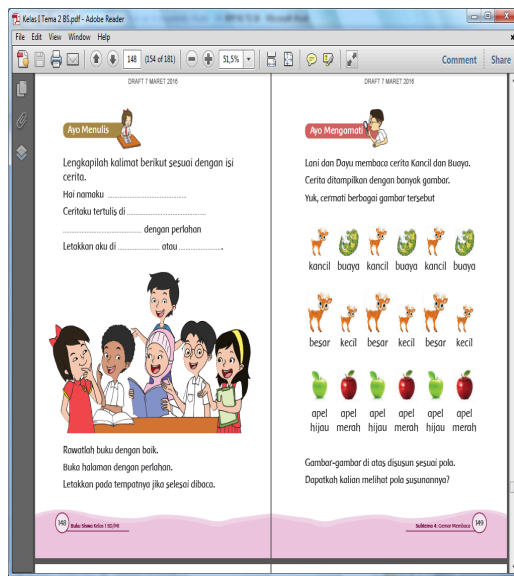 Kelas I Tema 2 BS.pdf - Adobe Reader
File Edit View Window Help
148 (154 of 181) 51,5% Comment Share
DRAFT 7 MARET 2016
Ayo Menulis
Lengkapilah kalimat berikut sesuai dengan isi
cerita.
Hai namaku ..........................................
Ceritaku tertulis di ..........................................
.......................................... dengan perlahan
Letakkan aku di ...................... atau ......................
Rawatlah buku dengan baik.
Buka halaman dengan perlahan.
Letakkan pada tempatnya jika selesai dibaca.
148 Buku Siswa Kelas 1 SD/MI
DRAFT 7 MARET 2016
Ayo Mengamati
Lani dan Dayu membaca cerita Kancil dan Buaya.
Cerita ditampilkan dengan banyak gambar.
Yuk, cermati berbagai gambar tersebut
kancil buaya kancil buaya kancil buaya
besar kecil besar kecil besar kecil
apel apel apel apel apel apel
hijau merah hijau merah hijau merah
Gambar-gambar di atas disusun sesuai pola.
Dapatkah kalian melihat pola susunannya?
Subtema 4: Gemar Membaca 149